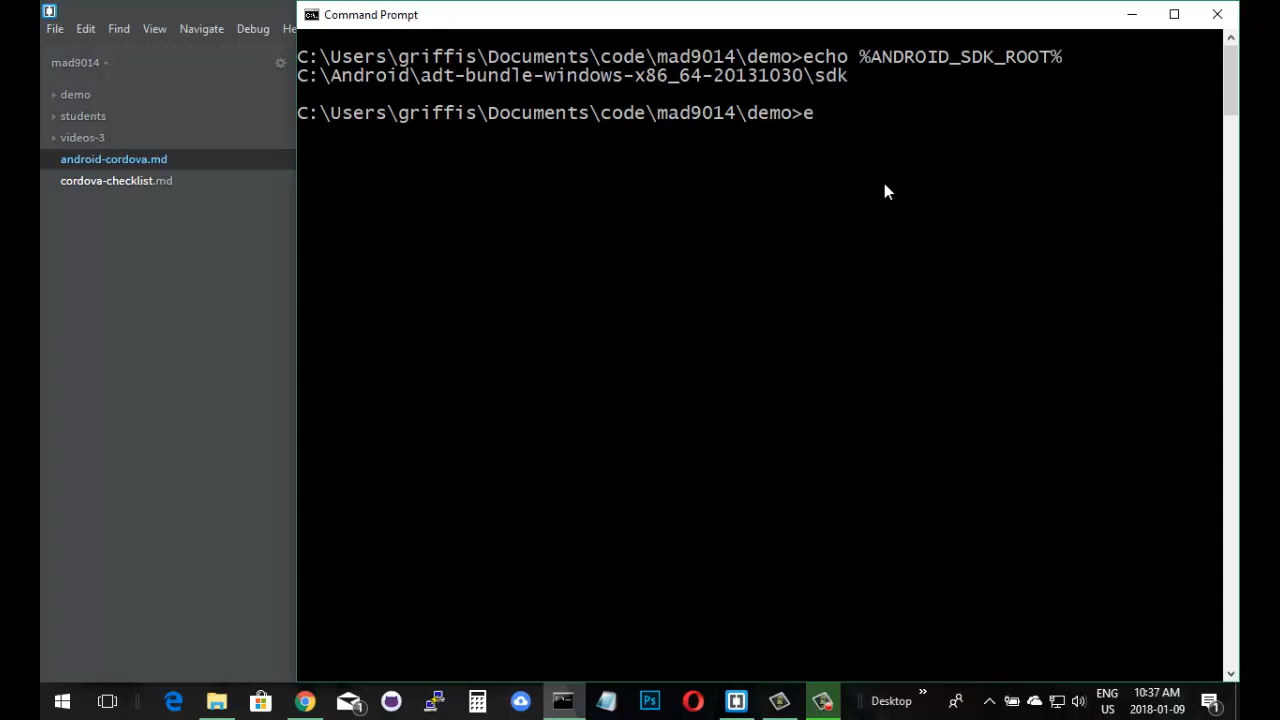 Command Prompt
File Edit Find View Navigate Debug He
mad9014
demo
students
videos-3
android-cordova.md
cordova-checklist.md
C:\Users\griffis\Documents\code\mad9014\demo>echo %ANDROID_SDK_ROOT%
C:\Android\adt-bundle-windows-x86_64-20131030\sdk
C:\Users\griffis\Documents\code\mad9014\demo>e
Desktop
ENG
US
10:37 AM
2018-01-09